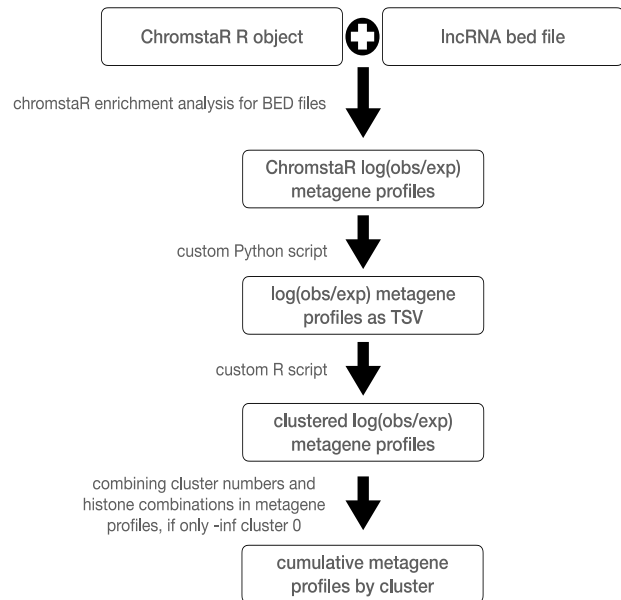 ChromstaR R object
lncRNA bed file
chromstaR enrichment analysis for BED files
ChromstaR log(obs/exp)
metagene profiles
custom Python script
log(obs/exp) metagene
profiles as TSV
custom R script
clustered log(obs/exp)
metagene profiles
combining cluster numbers and
histone combinations in metagene
profiles, if only -inf cluster 0
cumulative metagene
profiles by cluster